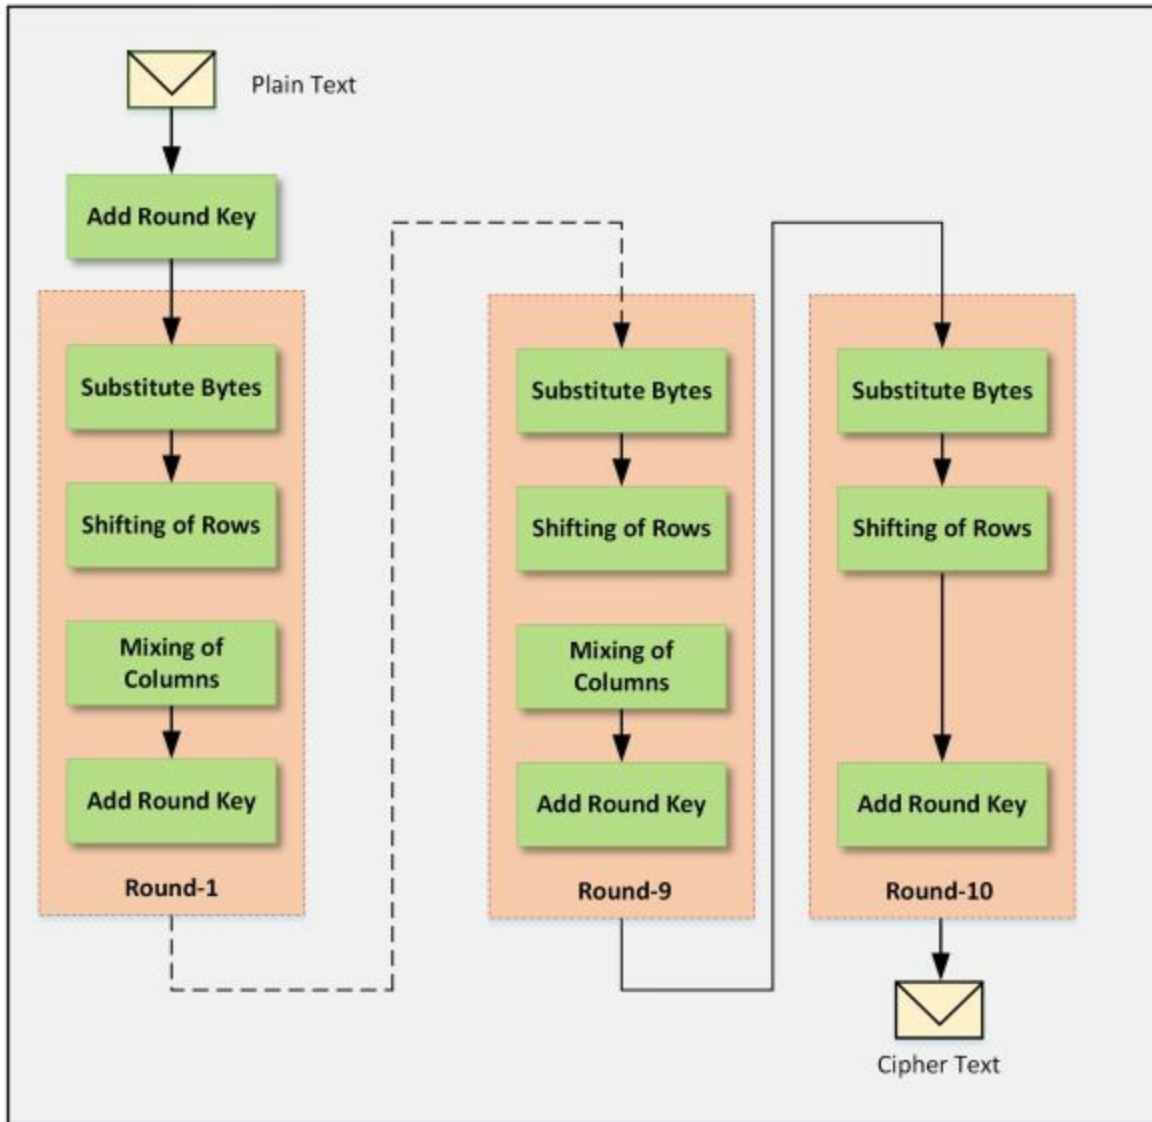 Plain Text
Add Round Key
Substitute Bytes
Shifting of Rows
Mixing of
Columns
Add Round Key
Round-1
Substitute Bytes
Shifting of Rows
Mixing of
Columns
Add Round Key
Round-9
Substitute Bytes
Shifting of Rows
Add Round Key
Round-10
Cipher Text